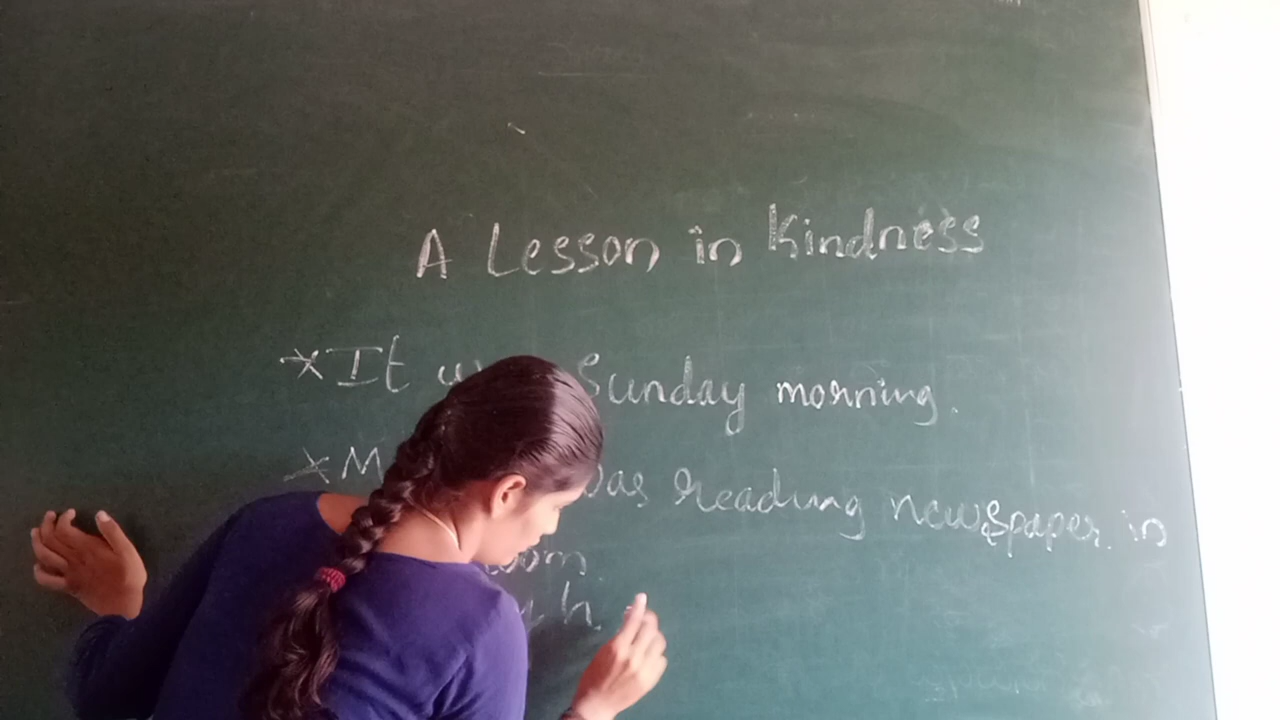 A Lesson in Kindness
*It Sunday morning.
* was reading newspaper. in